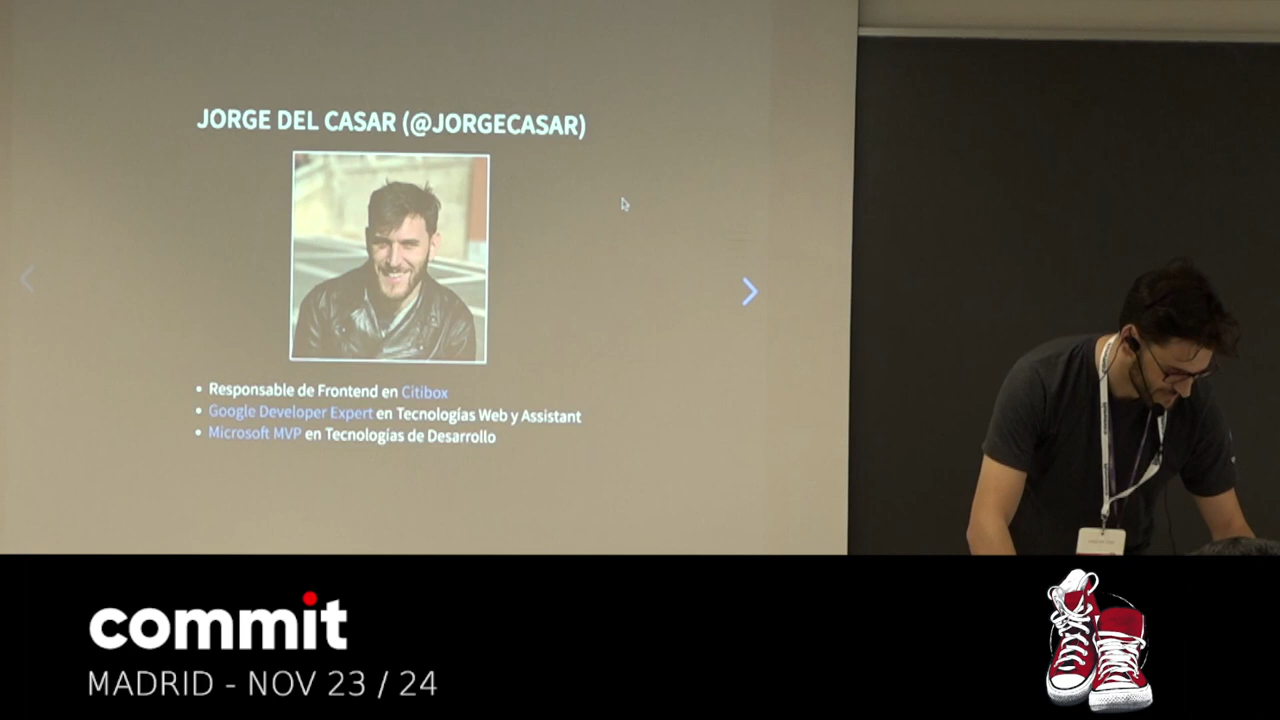 JORGE DEL CASAR (@JORGECASAR)
• Responsable de Frontend en Citibox
• Google Developer Expert en Tecnologías Web y Assistant
• Microsoft MVP en Tecnologías de Desarrollo
commit
MADRID - NOV 23 / 24